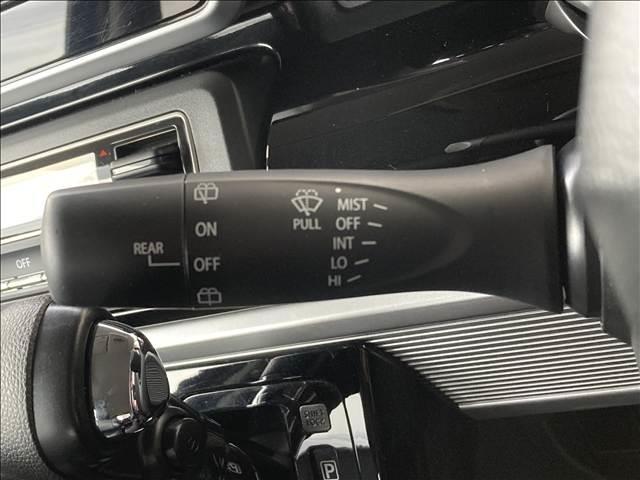 REAR
ON
OFF
PULL
MIST
OFF
INT
LO
HI
OFF
P